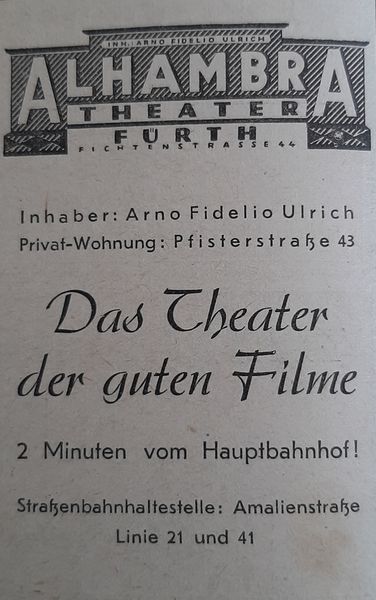 INH: ARNO FIDELIO ULRICH
ALHAMBRA
THEATER
FÜRTH
FICHTENSTRASSE 44
Inhaber: Arno Fidelio Ulrich
Privat-Wohnung: Pfisterstraße 43
Das Theater
der guten Filme
2 Minuten vom Hauptbahnhof!
Straßenbahnhaltestelle: Amalienstraße
Linie 21 und 41